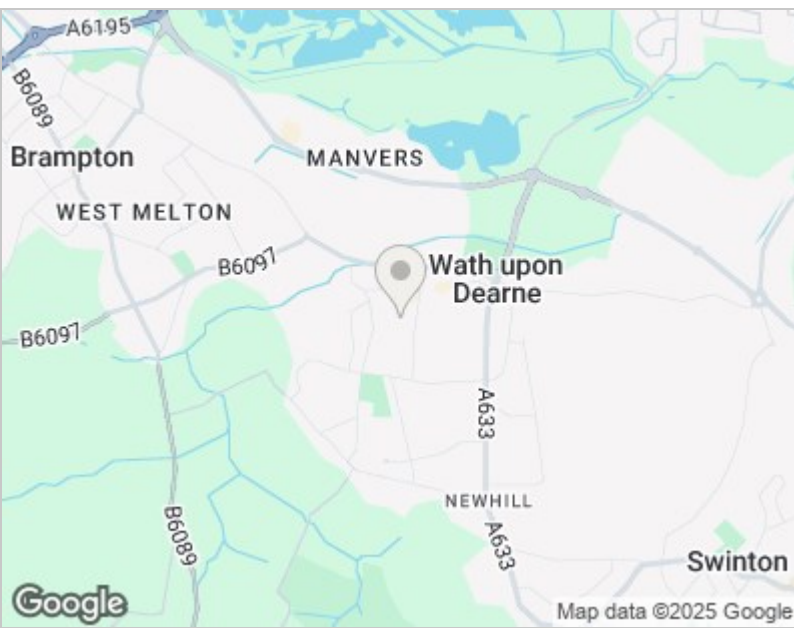 A6195
B6089
Brampton
MANVERS
WEST MELTON
B6097
Wath upon
Dearne
B6097
A633
NEWHILL
B6089
A633
Swinton
Google
Map data ©2025 Google